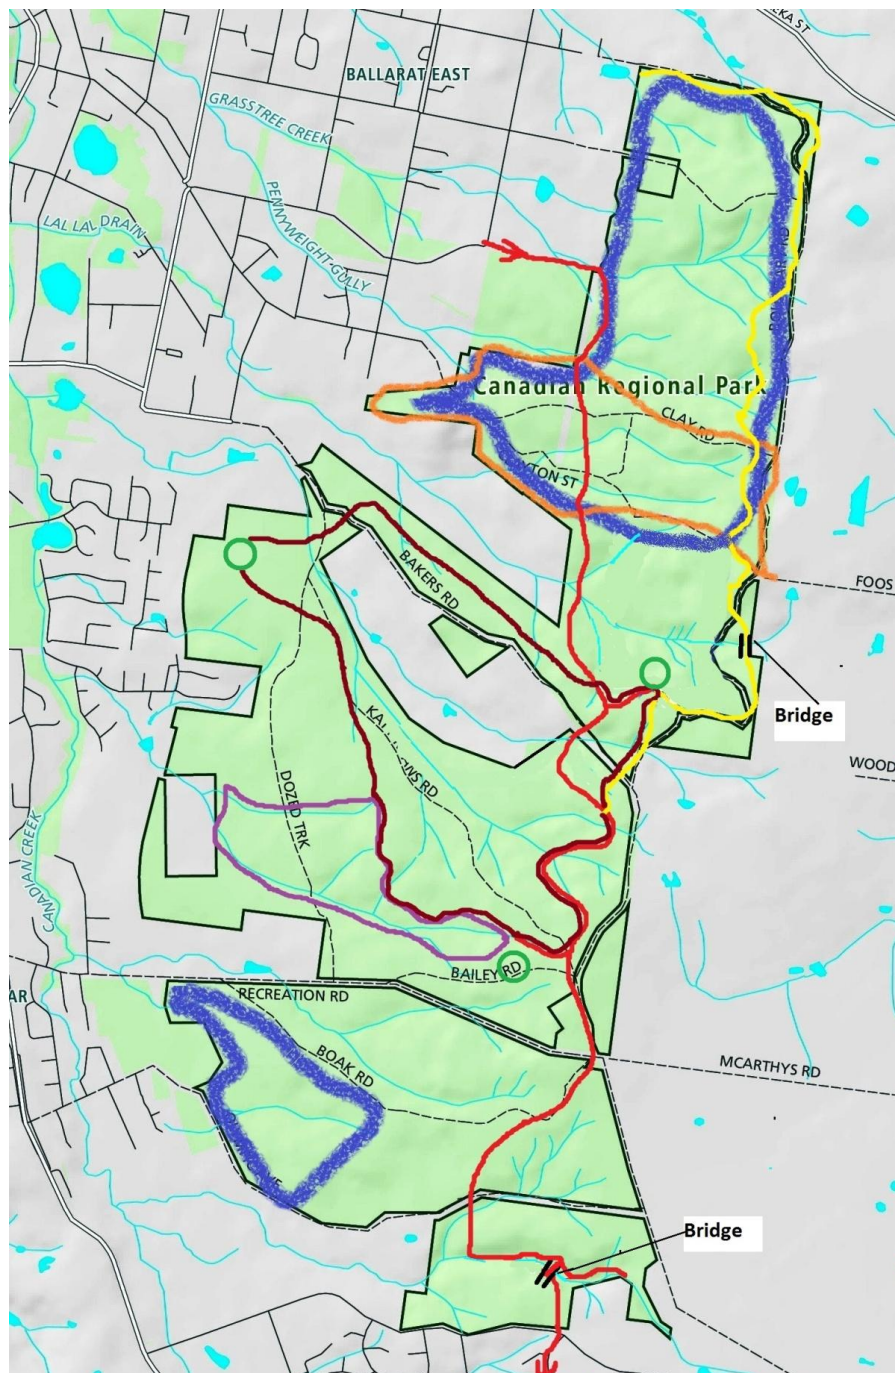 BALLARAT EAST
GRASSTREE CREEK
PENNYWEIGHT GULLY
LAL LAL DRAIN
Canadian Regional Park
CLAY RD
BAKERS RD
FOOS
Bridge
WOOD
DOZED TRK
CANADIAN CREEK
BAILEY RD
RECREATION RD
BOAK RD
MCARTHYS RD
Bridge